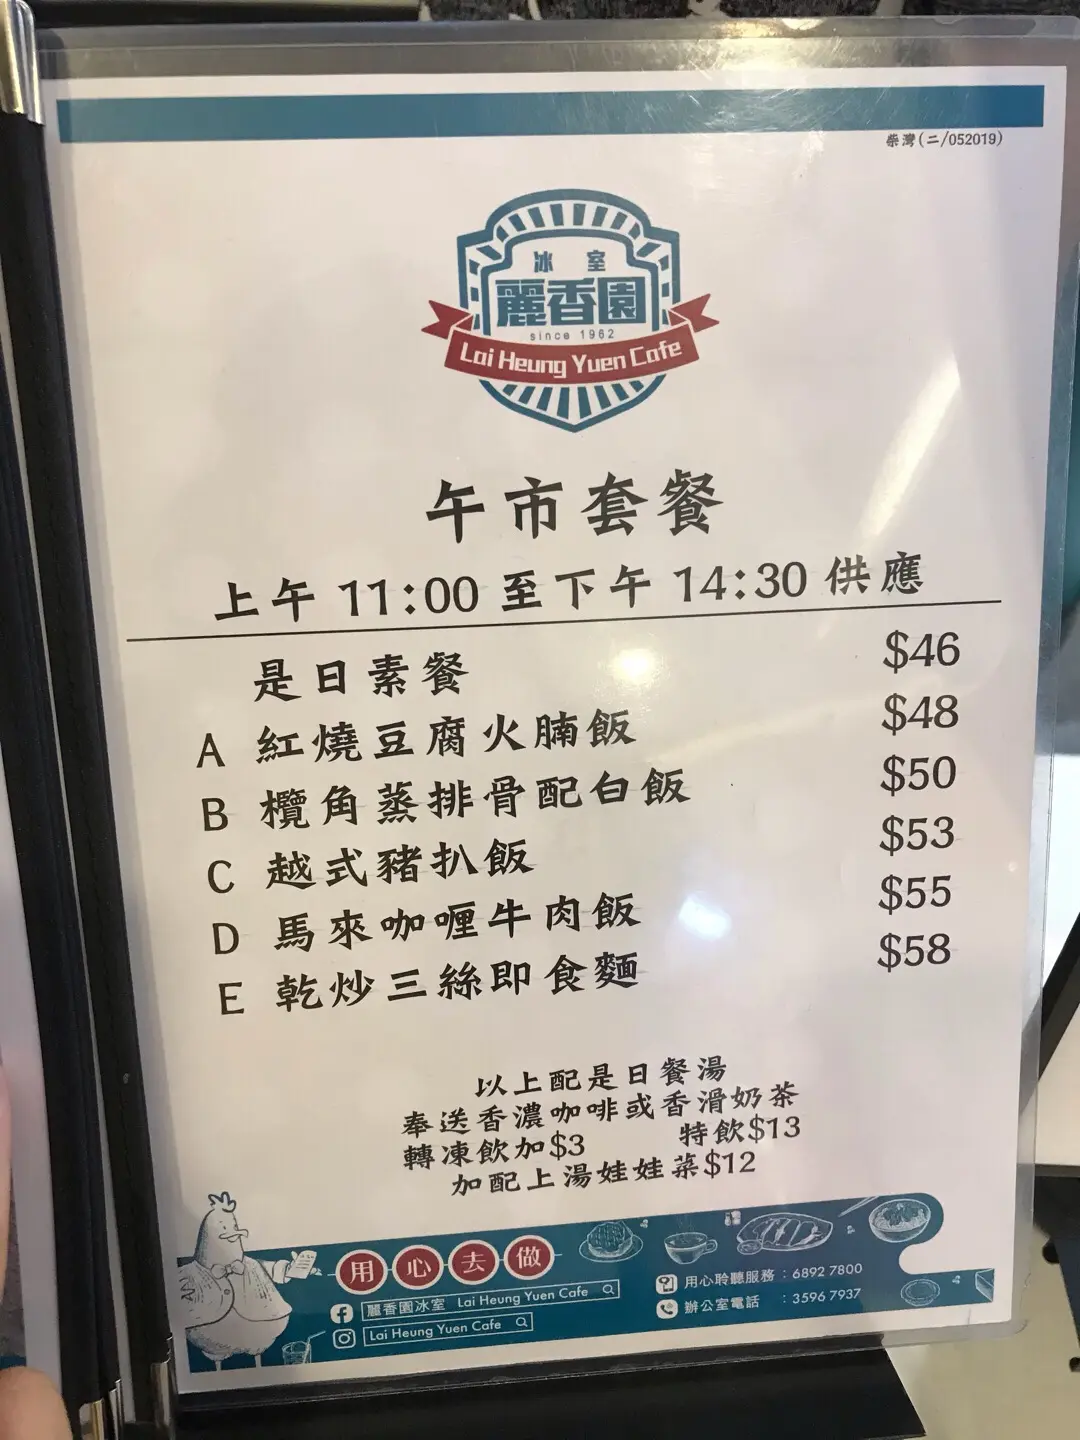 柴灣(二/052019)
冰室
麗香園
since 1962
Lai Heung Yuen Cafe
午市套餐
上午 11:00 至下午 14:30 供應
是日素餐 $46
A 紅燒豆腐火腩飯 $48
B 欖角蒸排骨配白飯 $50
C 越式豬扒飯 $53
D 馬來咖喱牛肉飯 $55
E 乾炒三絲即食麵 $58
以上配是日餐湯
奉送香濃咖啡或香滑奶茶
轉凍飲加$3 特飲$13
加配上湯娃娃菜$12
用心去做
麗香園冰室 Lai Heung Yuen Cafe
Lai Heung Yuen Cafe
用心聆聽服務：6892 7800
辦公室電話：3596 7937